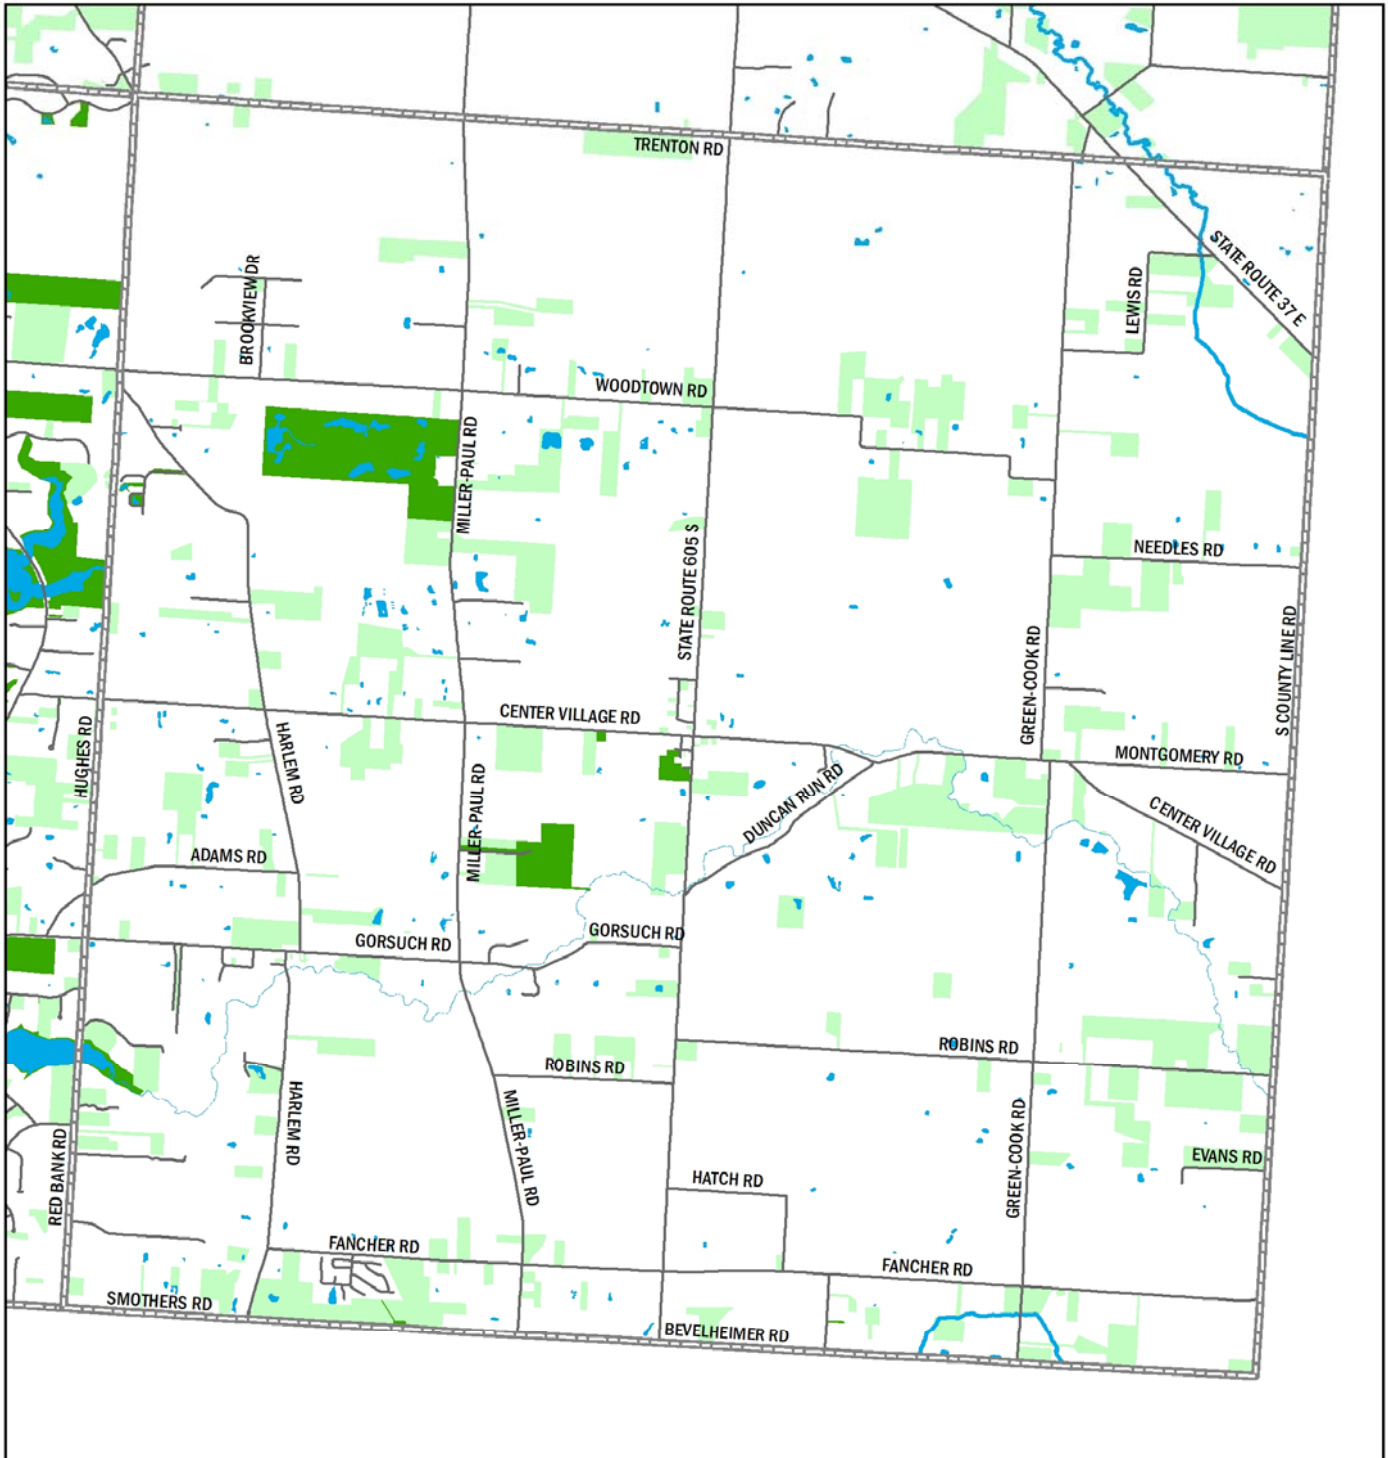 TRENTON RD
STATE ROUTE 37 E
BROOKVIEW DR
LEWIS RD
WOODTOWN RD
MILLER-PAUL RD
STATE ROUTE 605 S
NEEDLES RD
GREEN-COOK RD
S COUNTY LINE RD
CENTER VILLAGE RD
HUGHES RD
HARLEM RD
MONTGOMERY RD
MILLER-PAUL RD
DUNCAN RUN RD
CENTER VILLAGE RD
ADAMS RD
GORSUCH RD
GORSUCH RD
ROBINS RD
ROBINS RD
HARLEM RD
MILLER-PAUL RD
GREEN-COOK RD
RED BANK RD
EVANS RD
HATCH RD
FANCHER RD
FANCHER RD
SMOTHERS RD
BEVELHEIMER RD